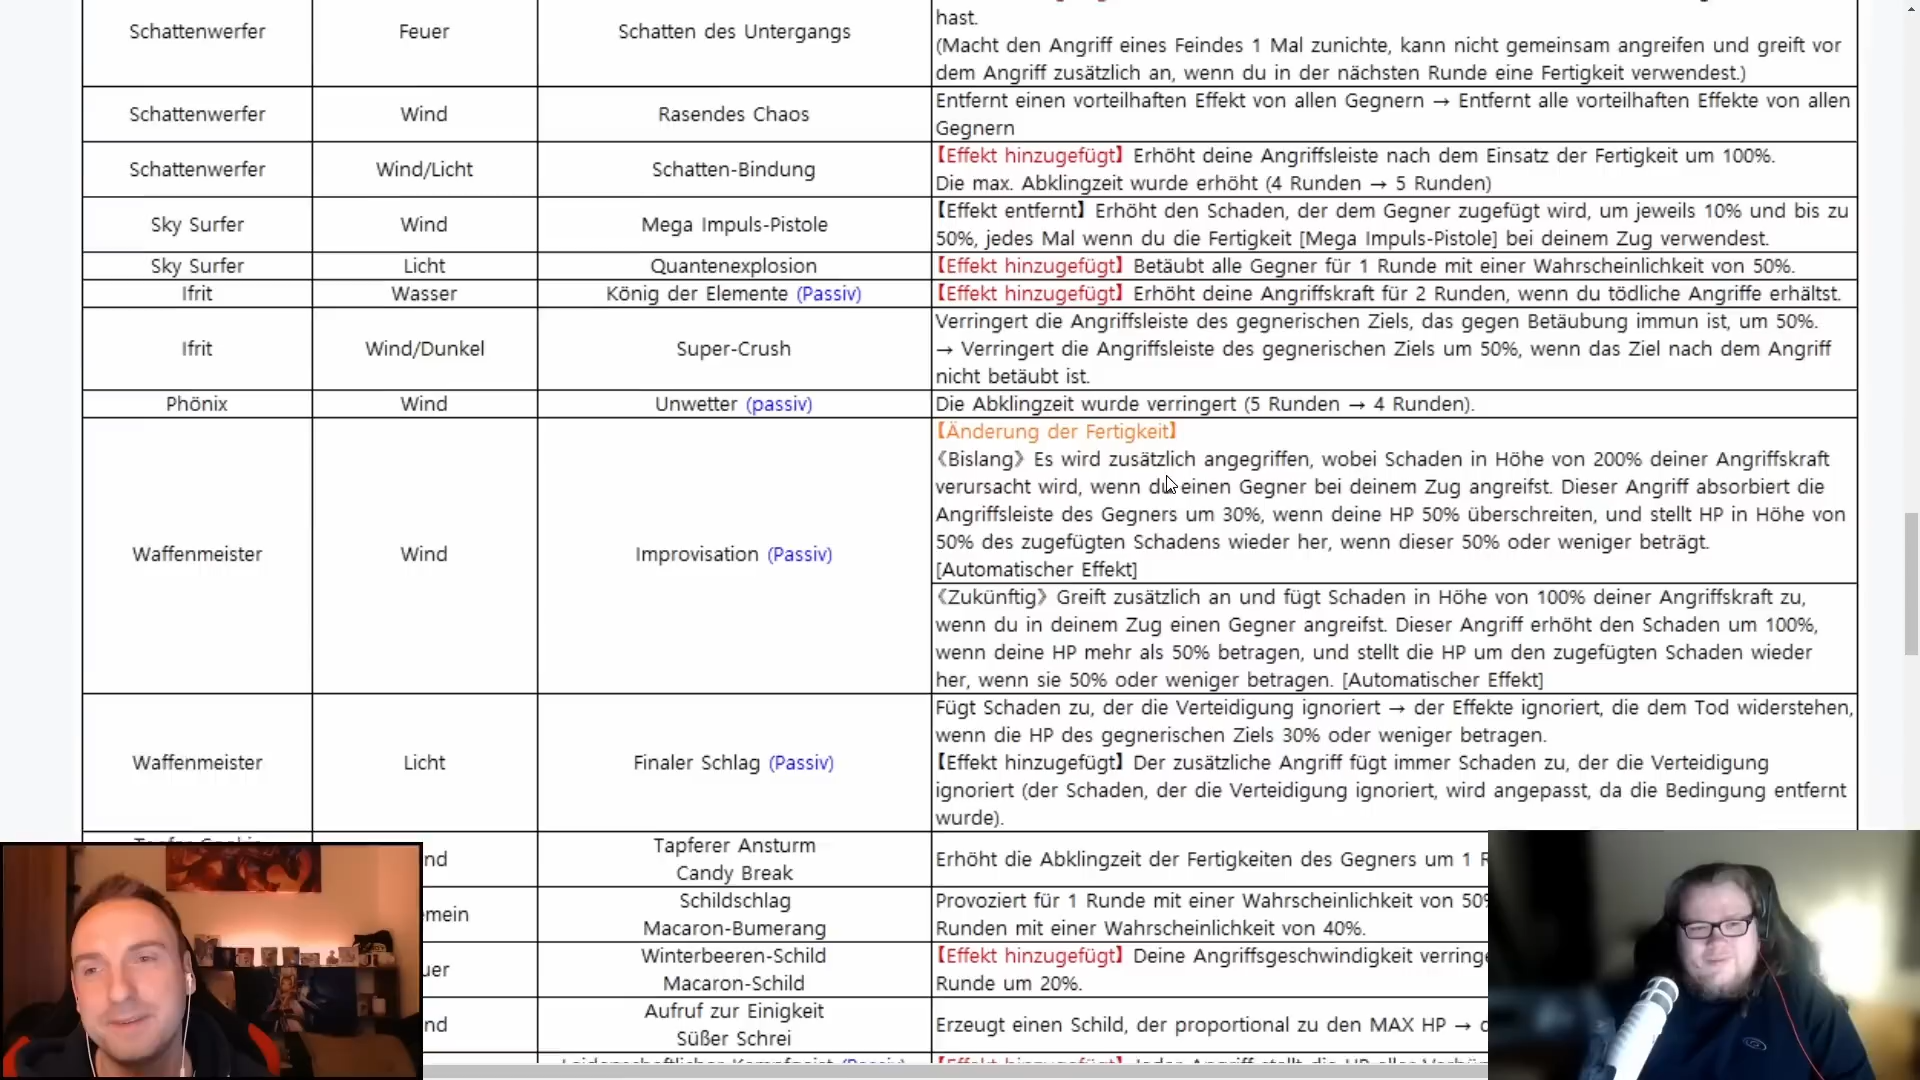 hast.
Schattenwerfer Feuer Schatten des Untergangs
(Macht den Angriff eines Feindes 1 Mal zunichte, kann nicht gemeinsam angreifen und greift vor
dem Angriff zusätzlich an, wenn du in der nächsten Runde eine Fertigkeit verwendest.)
Schattenwerfer Wind Rasendes Chaos
Entfernt einen vorteilhaften Effekt von allen Gegnern → Entfernt alle vorteilhaften Effekte von allen
Gegnern
Schattenwerfer Wind/Licht Schatten-Bindung
【Effekt hinzugefügt】 Erhöht deine Angriffsleiste nach dem Einsatz der Fertigkeit um 100%.
Die max. Abklingzeit wurde erhöht (4 Runden → 5 Runden)
Sky Surfer Wind Mega Impuls-Pistole
【Effekt entfernt】 Erhöht den Schaden, der dem Gegner zugefügt wird, um jeweils 10% und bis zu
50%, jedes Mal wenn du die Fertigkeit [Mega Impuls-Pistole] bei deinem Zug verwendest.
Sky Surfer Licht Quantenexplosion 【Effekt hinzugefügt】 Betäubt alle Gegner für 1 Runde mit einer Wahrscheinlichkeit von 50%.
Ifrit Wasser König der Elemente (Passiv) 【Effekt hinzugefügt】 Erhöht deine Angriffskraft für 2 Runden, wenn du tödliche Angriffe erhältst.
Ifrit Wind/Dunkel Super-Crush
Verringert die Angriffsleiste des gegnerischen Ziels, das gegen Betäubung immun ist, um 50%.
→ Verringert die Angriffsleiste des gegnerischen Ziels um 50%, wenn das Ziel nach dem Angriff
nicht betäubt ist.
Phönix Wind Unwetter (passiv) Die Abklingzeit wurde verringert (5 Runden → 4 Runden).
Waffenmeister Wind Improvisation (Passiv)
【Änderung der Fertigkeit】
《Bislang》 Es wird zusätzlich angegriffen, wobei Schaden in Höhe von 200% deiner Angriffskraft
verursacht wird, wenn du einen Gegner bei deinem Zug angreifst. Dieser Angriff absorbiert die
Angriffsleiste des Gegners um 30%, wenn deine HP 50% überschreiten, und stellt HP in Höhe von
50% des zugefügten Schadens wieder her, wenn dieser 50% oder weniger beträgt.
[Automatischer Effekt]
《Zukünftig》 Greift zusätzlich an und fügt Schaden in Höhe von 100% deiner Angriffskraft zu,
wenn du in deinem Zug einen Gegner angreifst. Dieser Angriff erhöht den Schaden um 100%,
wenn deine HP mehr als 50% betragen, und stellt die HP um den zugefügten Schaden wieder
her, wenn sie 50% oder weniger betragen. [Automatischer Effekt]
Waffenmeister Licht Finaler Schlag (Passiv)
Fügt Schaden zu, der die Verteidigung ignoriert → der Effekte ignoriert, die dem Tod widerstehen,
wenn die HP des gegnerischen Ziels 30% oder weniger betragen.
【Effekt hinzugefügt】 Der zusätzliche Angriff fügt immer Schaden zu, der die Verteidigung
ignoriert (der Schaden, der die Verteidigung ignoriert, wird angepasst, da die Bedingung entfernt
wurde).
nd Tapferer Ansturm
Candy Break
Erhöht die Abklingzeit der Fertigkeiten des Gegners um 1 R
emein Schildschlag
Macaron-Bumerang
Provoziert für 1 Runde mit einer Wahrscheinlichkeit von 50%
Runden mit einer Wahrscheinlichkeit von 40%.
uer Winterbeeren-Schild
Macaron-Schild
【Effekt hinzugefügt】 Deine Angriffsgeschwindigkeit verringe
Runde um 20%.
nd Aufruf zur Einigkeit
Süßer Schrei
Erzeugt einen Schild, der proportional zu den MAX HP →